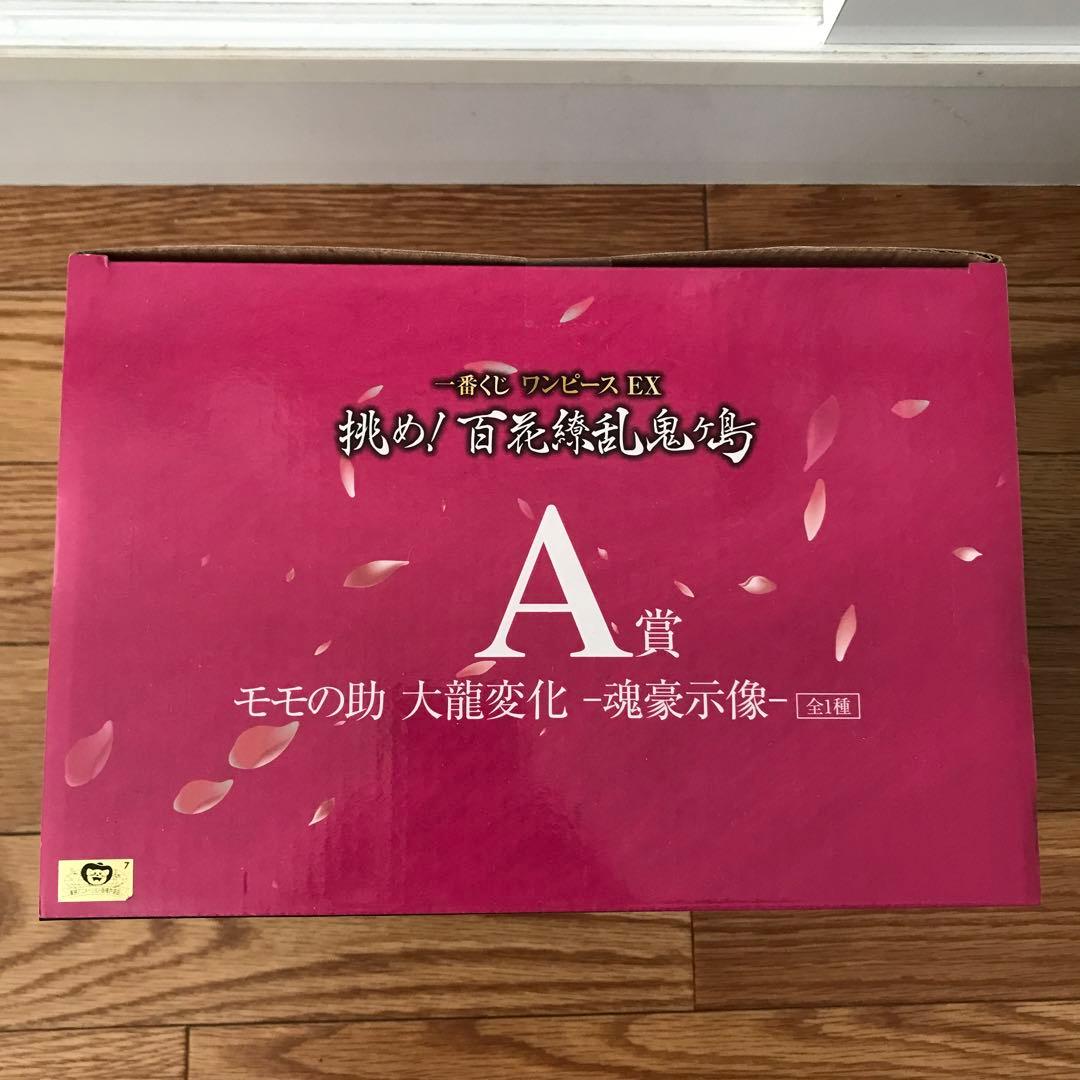 一番くじ ワンピース EX
挑め！百花繚乱鬼ヶ島
A賞
モモの助 大龍変化 -魂豪示像- 全1種
7